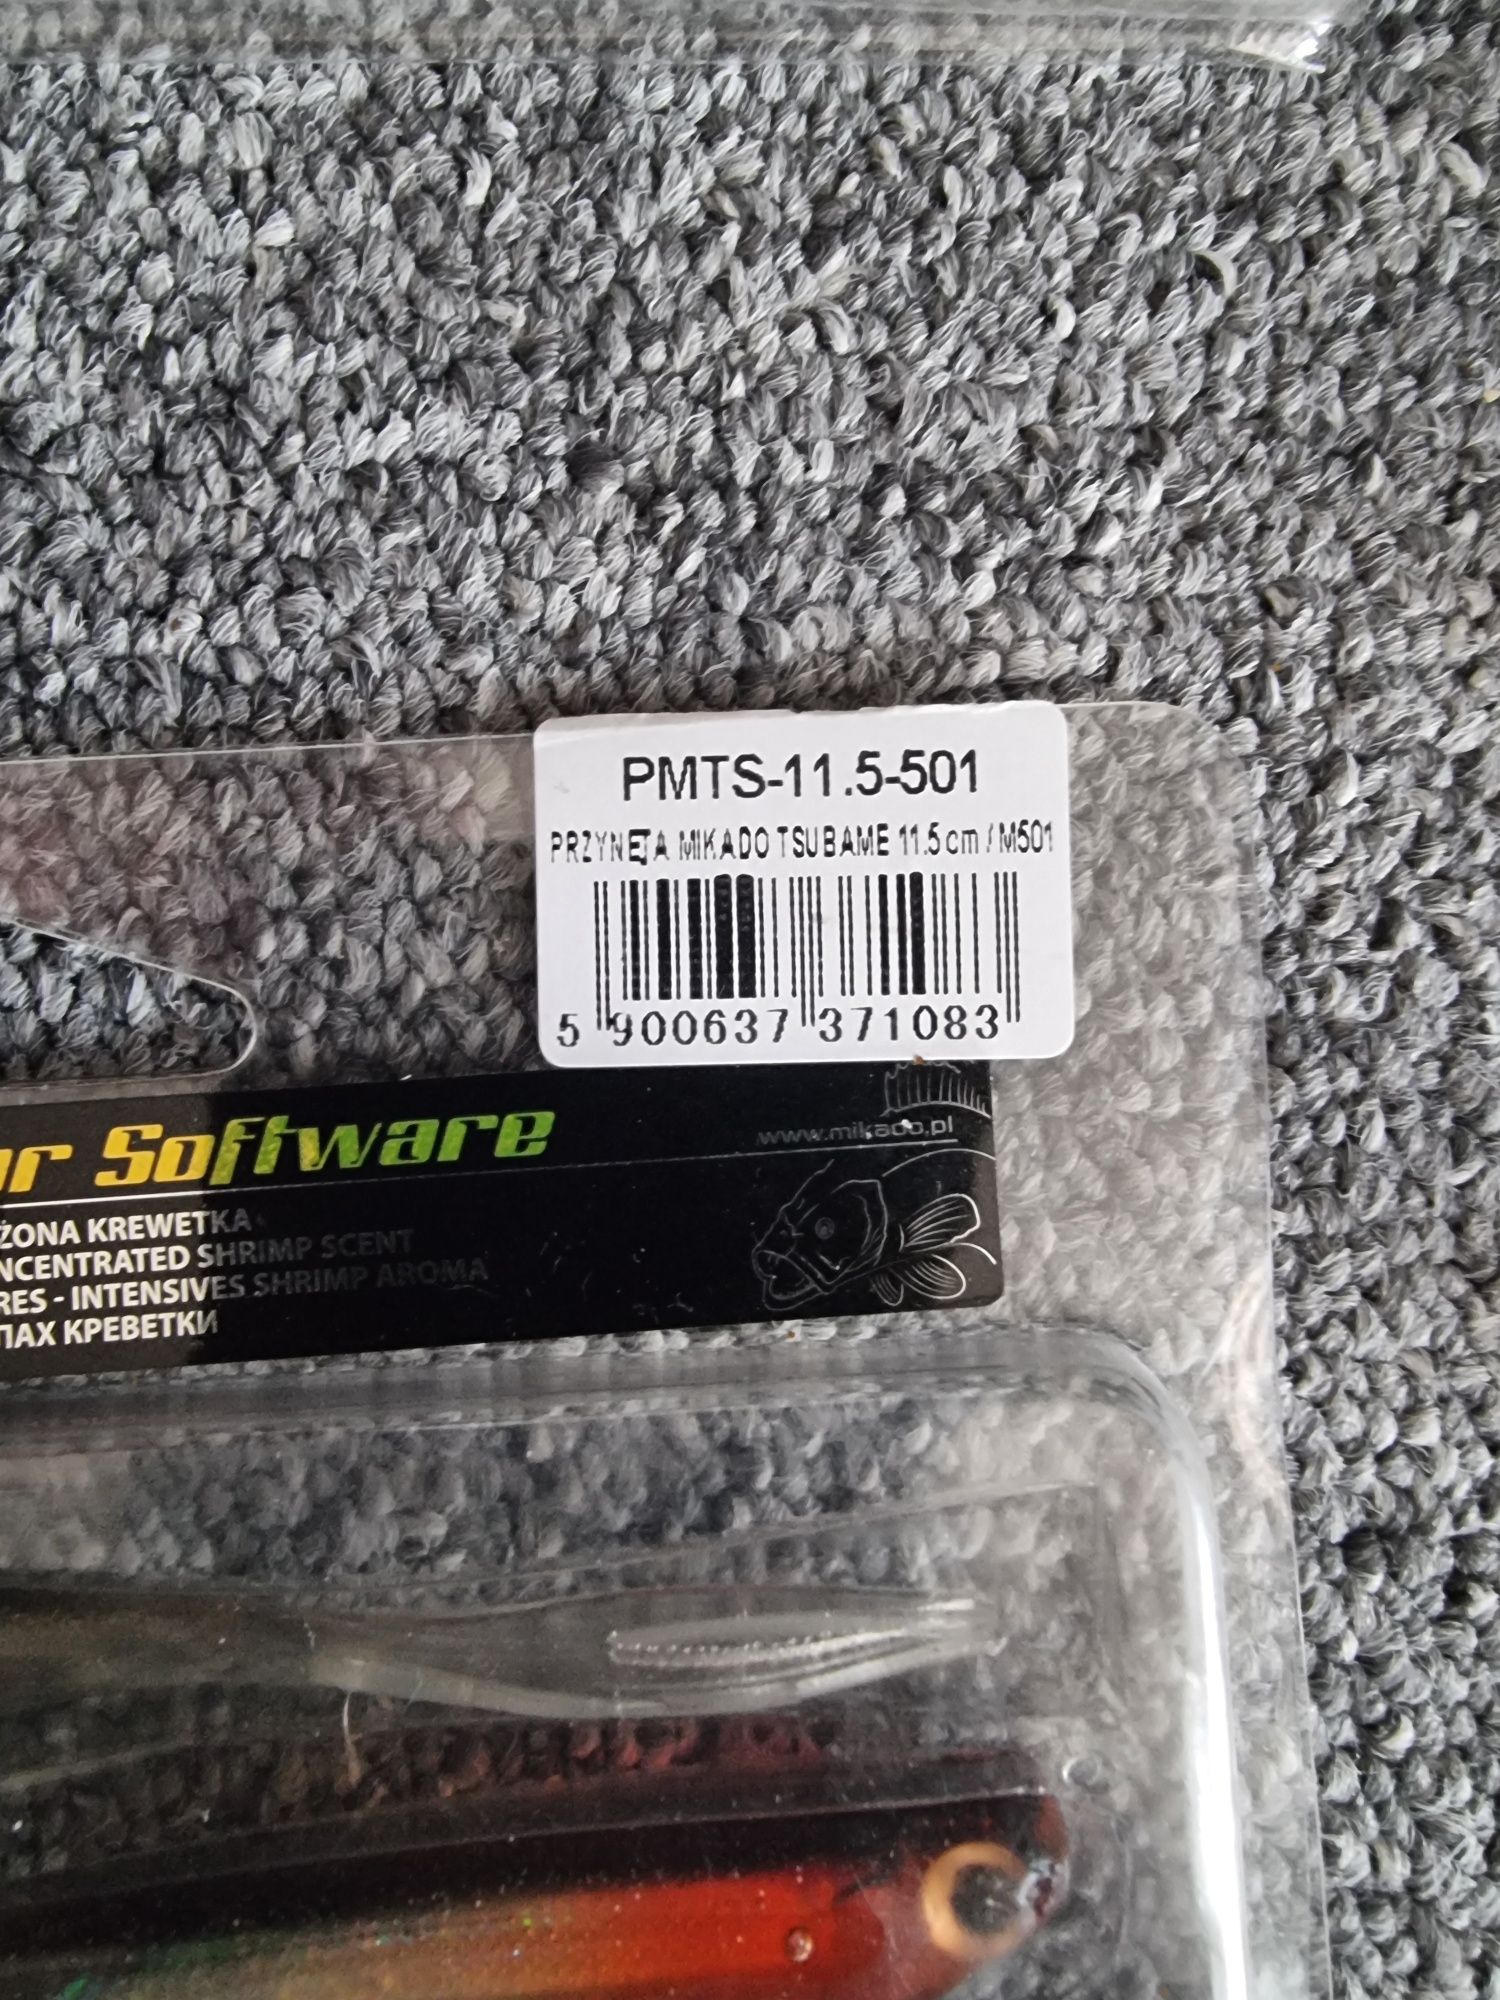 PMTS-11.5-501
PRZYNĘTA MIKADO TSUBAME 11.5 cm / M501
5 900637 371083
www.mikado.pl
Software
KREWETKA
SHRIMP SCENT
- INTENSIVES SHRIMP AROMA
КРЕВЕТКИ